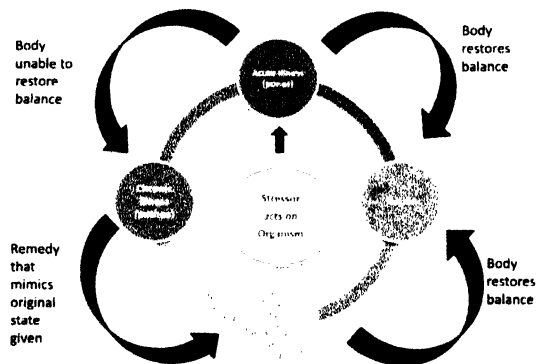 Body
unable to
restore
balance
Acute Illness
Body
restores
balance
Stressor
acts on
Organism
Remedy
that
mimics
original
state
given
Body
restores
balance